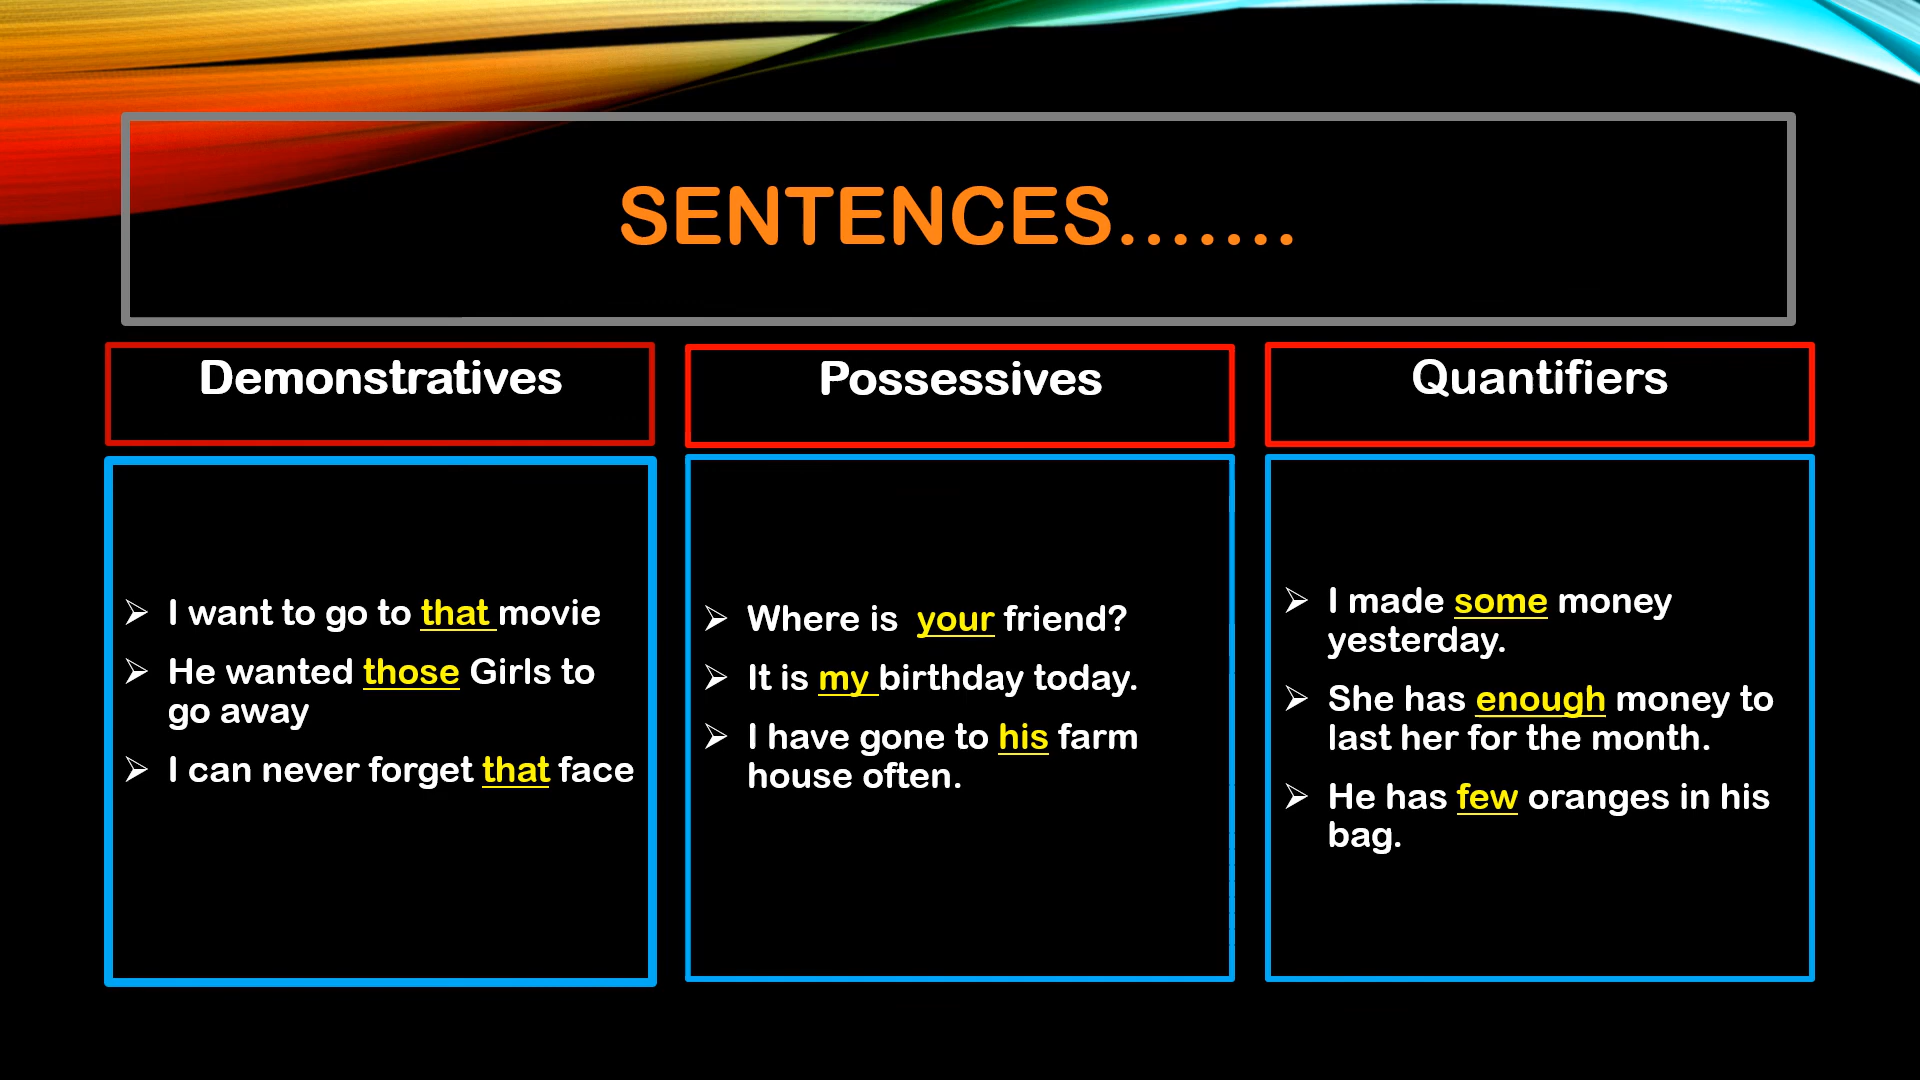 SENTENCES.......
Demonstratives
I want to go to that movie
He wanted those Girls to
go away
I can never forget that face
Possessives
Where is  your friend?
It is my birthday today.
I have gone to his farm
house often.
Quantifiers
I made some money
yesterday.
She has enough money to
last her for the month.
He has few oranges in his
bag.